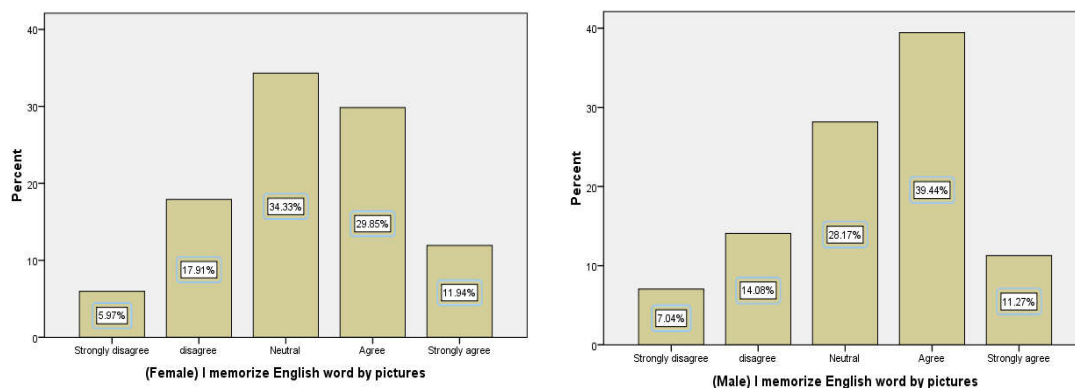 40
30
20
10
0
Percent
5.97%
17.91%
34.33%
29.85%
11.94%
Strongly disagree
disagree
Neutral
Agree
Strongly agree
(Female) I memorize English word by pictures
40
30
20
10
0
Percent
7.04%
14.08%
28.17%
39.44%
11.27%
Strongly disagree
disagree
Neutral
Agree
Strongly agree
(Male) I memorize English word by pictures